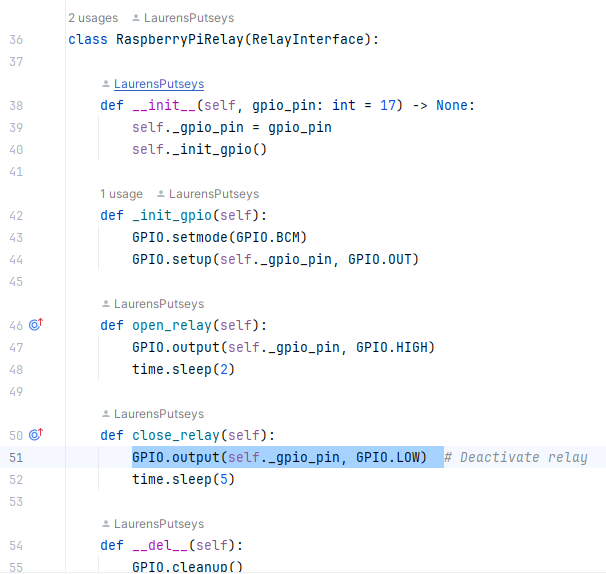 2 usages LaurensPutseys
36 class RaspberryPiRelay(RelayInterface):
37
LaurensPutseys
38 def __init__(self, gpio_pin: int = 17) -> None:
39 self._gpio_pin = gpio_pin
40 self._init_gpio()
41
1 usage LaurensPutseys
42 def _init_gpio(self):
43 GPIO.setmode(GPIO.BCM)
44 GPIO.setup(self._gpio_pin, GPIO.OUT)
45
LaurensPutseys
46 def open_relay(self):
47 GPIO.output(self._gpio_pin, GPIO.HIGH)
48 time.sleep(2)
49
LaurensPutseys
50 def close_relay(self):
51 GPIO.output(self._gpio_pin, GPIO.LOW) # Deactivate relay
52 time.sleep(5)
53
LaurensPutseys
54 def __del__(self):
55 GPIO.cleanup()